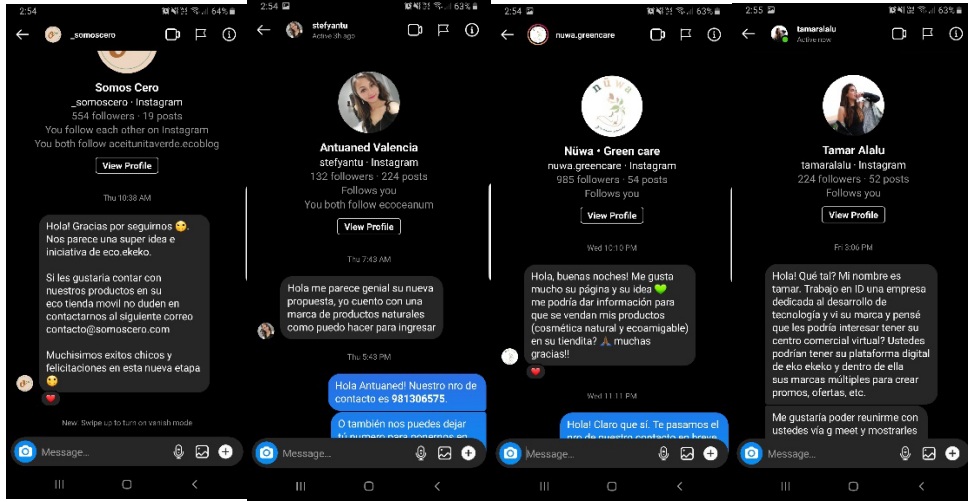 2:54
64%
_somoscero
Somos Cero
_somoscero · Instagram
554 followers · 19 posts
You follow each other on Instagram
You both follow aceitunitaverde.ecoblog
View Profile
Thu 10:38 AM
Hola! Gracias por seguirnos 😁.
Nos parece una super idea e
iniciativa de eco.ekeko.
Si les gustaria contar con
nuestros productos en su
eco tienda movil no duden en
contactarnos al siguiente correo
contacto@somoscero.com
Muchisimos exitos chicos y
felicitaciones en esta nueva etapa
New Swipe up to turn on vanish mode
Message...
2:54
63%
stefyantu
Active 3h ago
Antuaned Valencia
stefyantu · Instagram
132 followers · 224 posts
Follows you
You both follow ecoceanum
View Profile
Thu 7:43 AM
Hola me parece genial su nueva
propuesta, yo cuento con una
marca de productos naturales
como puedo hacer para ingresar
Thu 5:43 PM
Hola Antuaned! Nuestro nro de
contacto es 981306575.
O también nos puedes dejar
tú numero para ponernos en
Message...
2:54
63%
nuwa.greencare
nüwa
Nüwa • Green care
nuwa.greencare · Instagram
985 followers · 54 posts
Follows you
View Profile
Wed 10:10 PM
Hola, buenas noches! Me gusta
mucho su página y su idea 💚
me podría dar información para
que se vendan mis productos
(cosmética natural y ecoamigable)
en su tiendita? 🙏 muchas
gracias!!
Wed 11:11 PM
Hola! Claro que sí. Te pasamos el
nro de nuestro contacto en breve
Message...
2:55
63%
tamaralalu
Active now
Tamar Alalu
tamaralalu · Instagram
224 followers · 52 posts
Follows you
View Profile
Fri 3:06 PM
Hola! Qué tal? Mi nombre es
tamar. Trabajo en ID una empresa
dedicada al desarrollo de
tecnología y vi su marca y pensé
que les podría interesar tener su
centro comercial virtual? Ustedes
podrían tener su plataforma digital
de eko ekeko y dentro de ella
sus marcas múltiples para crear
promos, ofertas, etc.
Me gustaría poder reunirme con
ustedes vía g meet y mostrarles
Message...